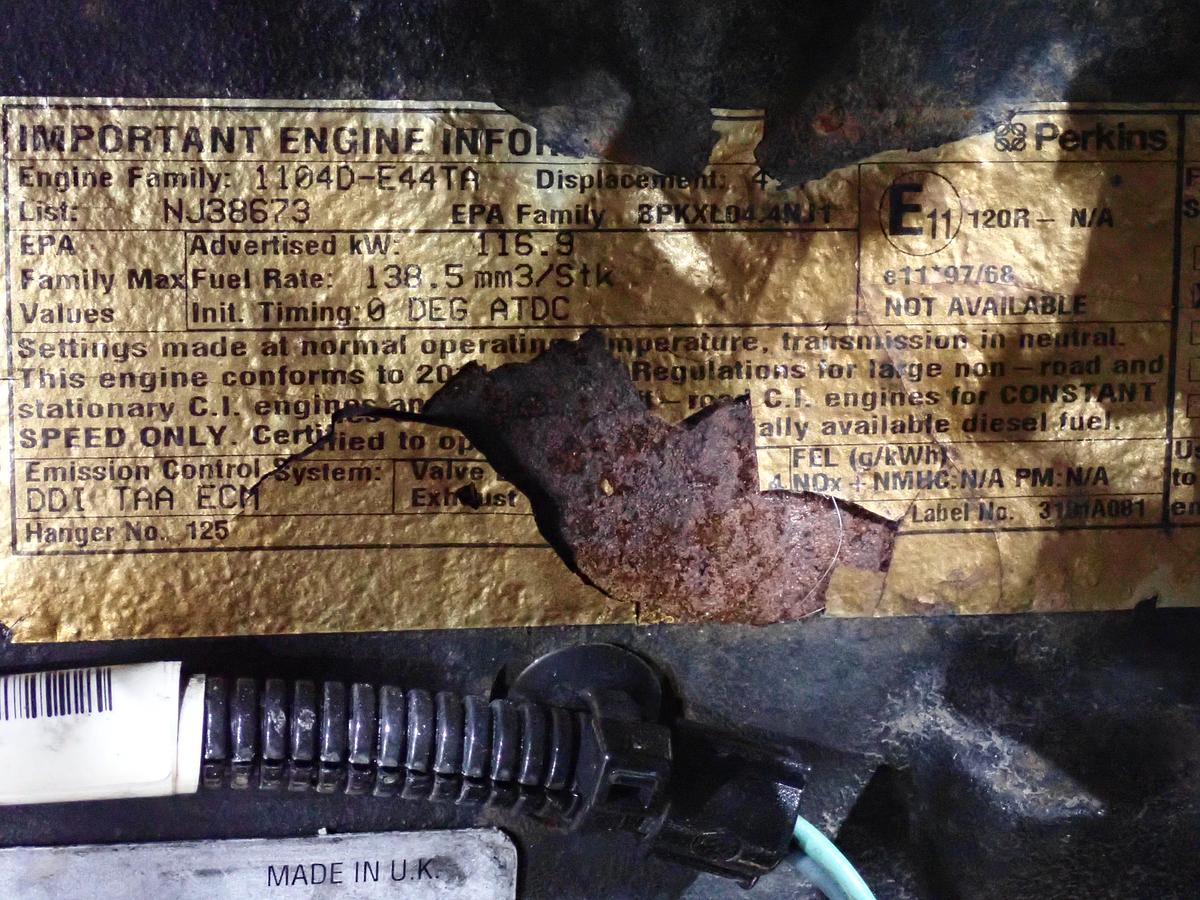 IMPORTANT ENGINE
Perkins
Engine Family: 1104D-E44TA Displacement:
List: NJ38673 EPA Family 8PKXL04.4NJ1
E11 120R - N/A
EPA Family Max Values
Advertised kW: 116.9
Fuel Rate: 138.5 mm3/Stk
Init. Timing: 0 DEG ATDC
e11*97/68
NOT AVAILABLE
Settings made at normal operating temperature, transmission in neutral.
This engine conforms to Regulations for large non-road and
stationary C.I. engines C.I. engines for CONSTANT
SPEED ONLY. Certified to available diesel fuel.
Emission Control System:
DDI TAA ECM
Valve
Exhaust
FEL (g/kWh)
NOx + NMHC:N/A PM:N/A
Hanger No. 125
Label No.
MADE IN U.K.